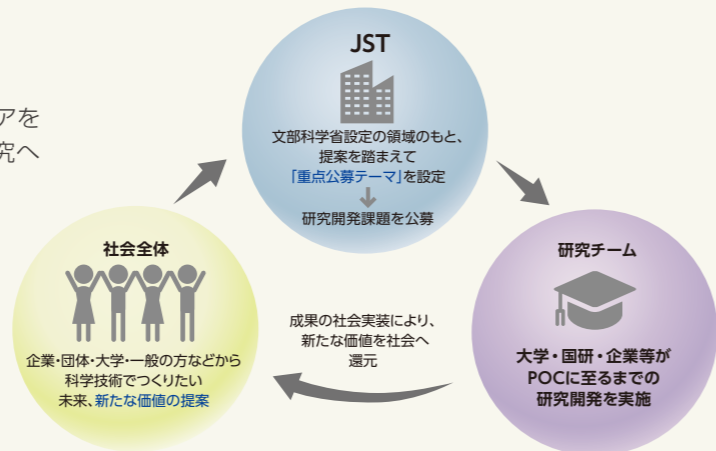 アを
究へ
JST
文部科学省設定の領域のもと、
提案を踏まえて
「重点公募テーマ」を設定
研究開発課題を公募
社会全体
企業・団体・大学・一般の方などから
科学技術でつくりたい
未来、新たな価値の提案
成果の社会実装により、
新たな価値を社会へ
還元
研究チーム
大学・国研・企業等が
POCに至るまでの
研究開発を実施